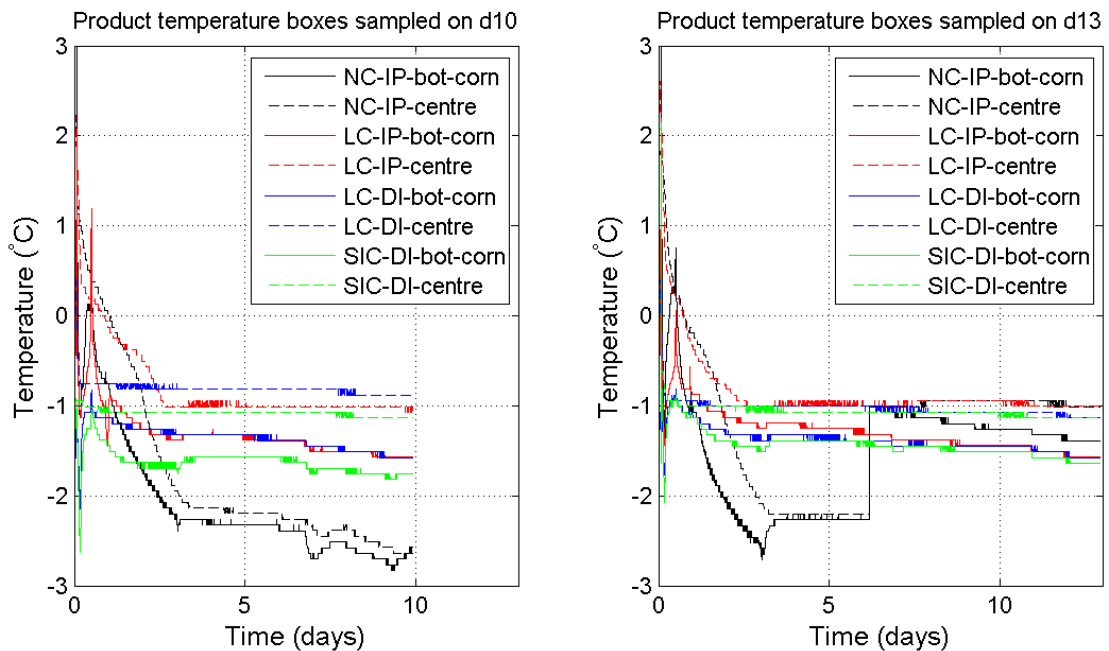 Product temperature boxes sampled on d10
3
2
1
0
-1
-2
-3
0
5
10
Temperature (°C)
Time (days)
NC-IP-bot-corn
NC-IP-centre
LC-IP-bot-corn
LC-IP-centre
LC-DI-bot-corn
LC-DI-centre
SIC-DI-bot-corn
SIC-DI-centre
Product temperature boxes sampled on d13
3
2
1
0
-1
-2
-3
0
5
10
Temperature (°C)
Time (days)
NC-IP-bot-corn
NC-IP-centre
LC-IP-bot-corn
LC-IP-centre
LC-DI-bot-corn
LC-DI-centre
SIC-DI-bot-corn
SIC-DI-centre